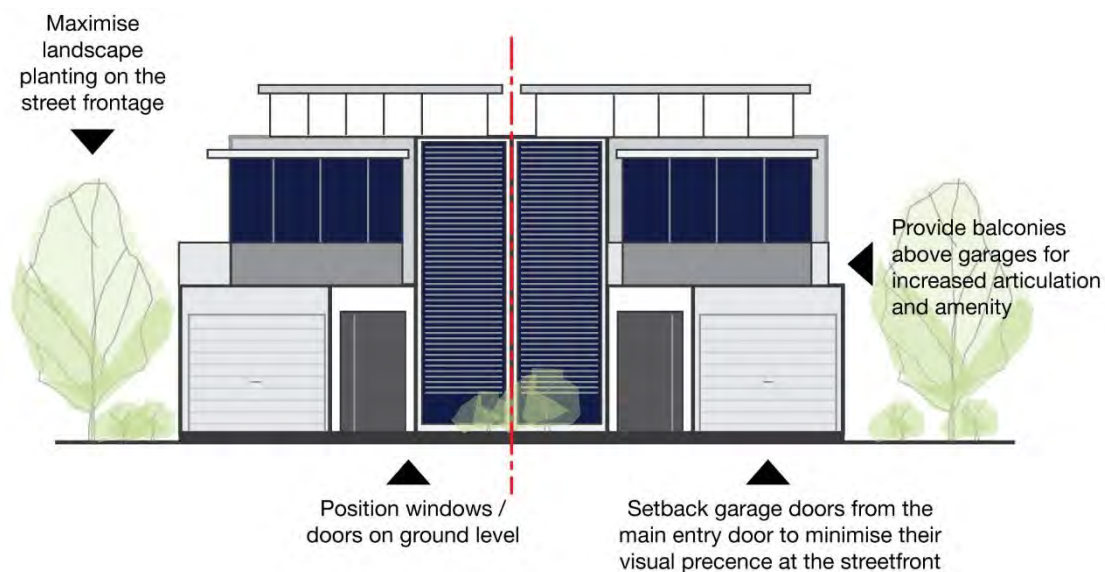 Maximise
landscape
planting on the
street frontage
Provide balconies
above garages for
increased articulation
and amenity
Position windows /
doors on ground level
Setback garage doors from the
main entry door to minimise their
visual precence at the streetfront